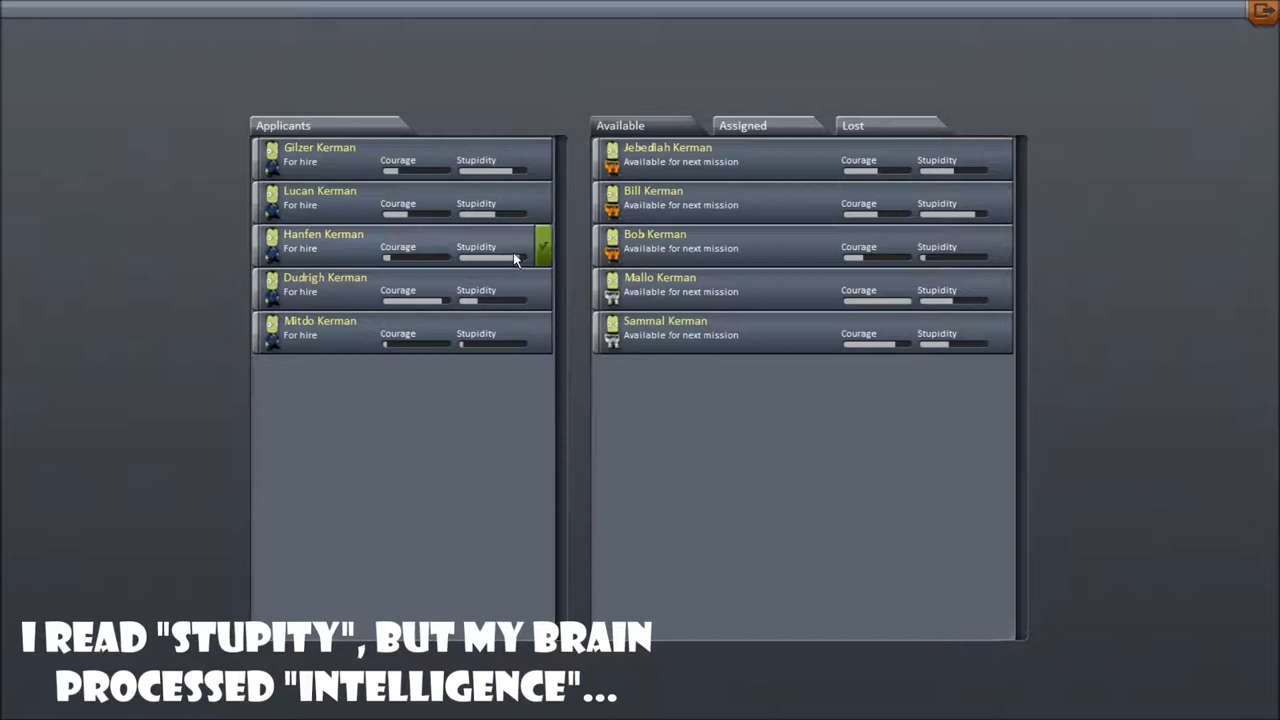 Applicants
Gilzer Kerman
For hire
Courage Stupidity
Lucan Kerman
For hire
Courage Stupidity
Hanfen Kerman
For hire
Courage Stupidity
Dudrigh Kerman
For hire
Courage Stupidity
Mitdo Kerman
For hire
Courage Stupidity
Available Assigned Lost
Jebediah Kerman
Available for next mission
Courage Stupidity
Bill Kerman
Available for next mission
Courage Stupidity
Bob Kerman
Available for next mission
Courage Stupidity
Mallo Kerman
Available for next mission
Courage Stupidity
Sammal Kerman
Available for next mission
Courage Stupidity
I READ "STUPITY", BUT MY BRAIN
PROCESSED "INTELLIGENCE"...